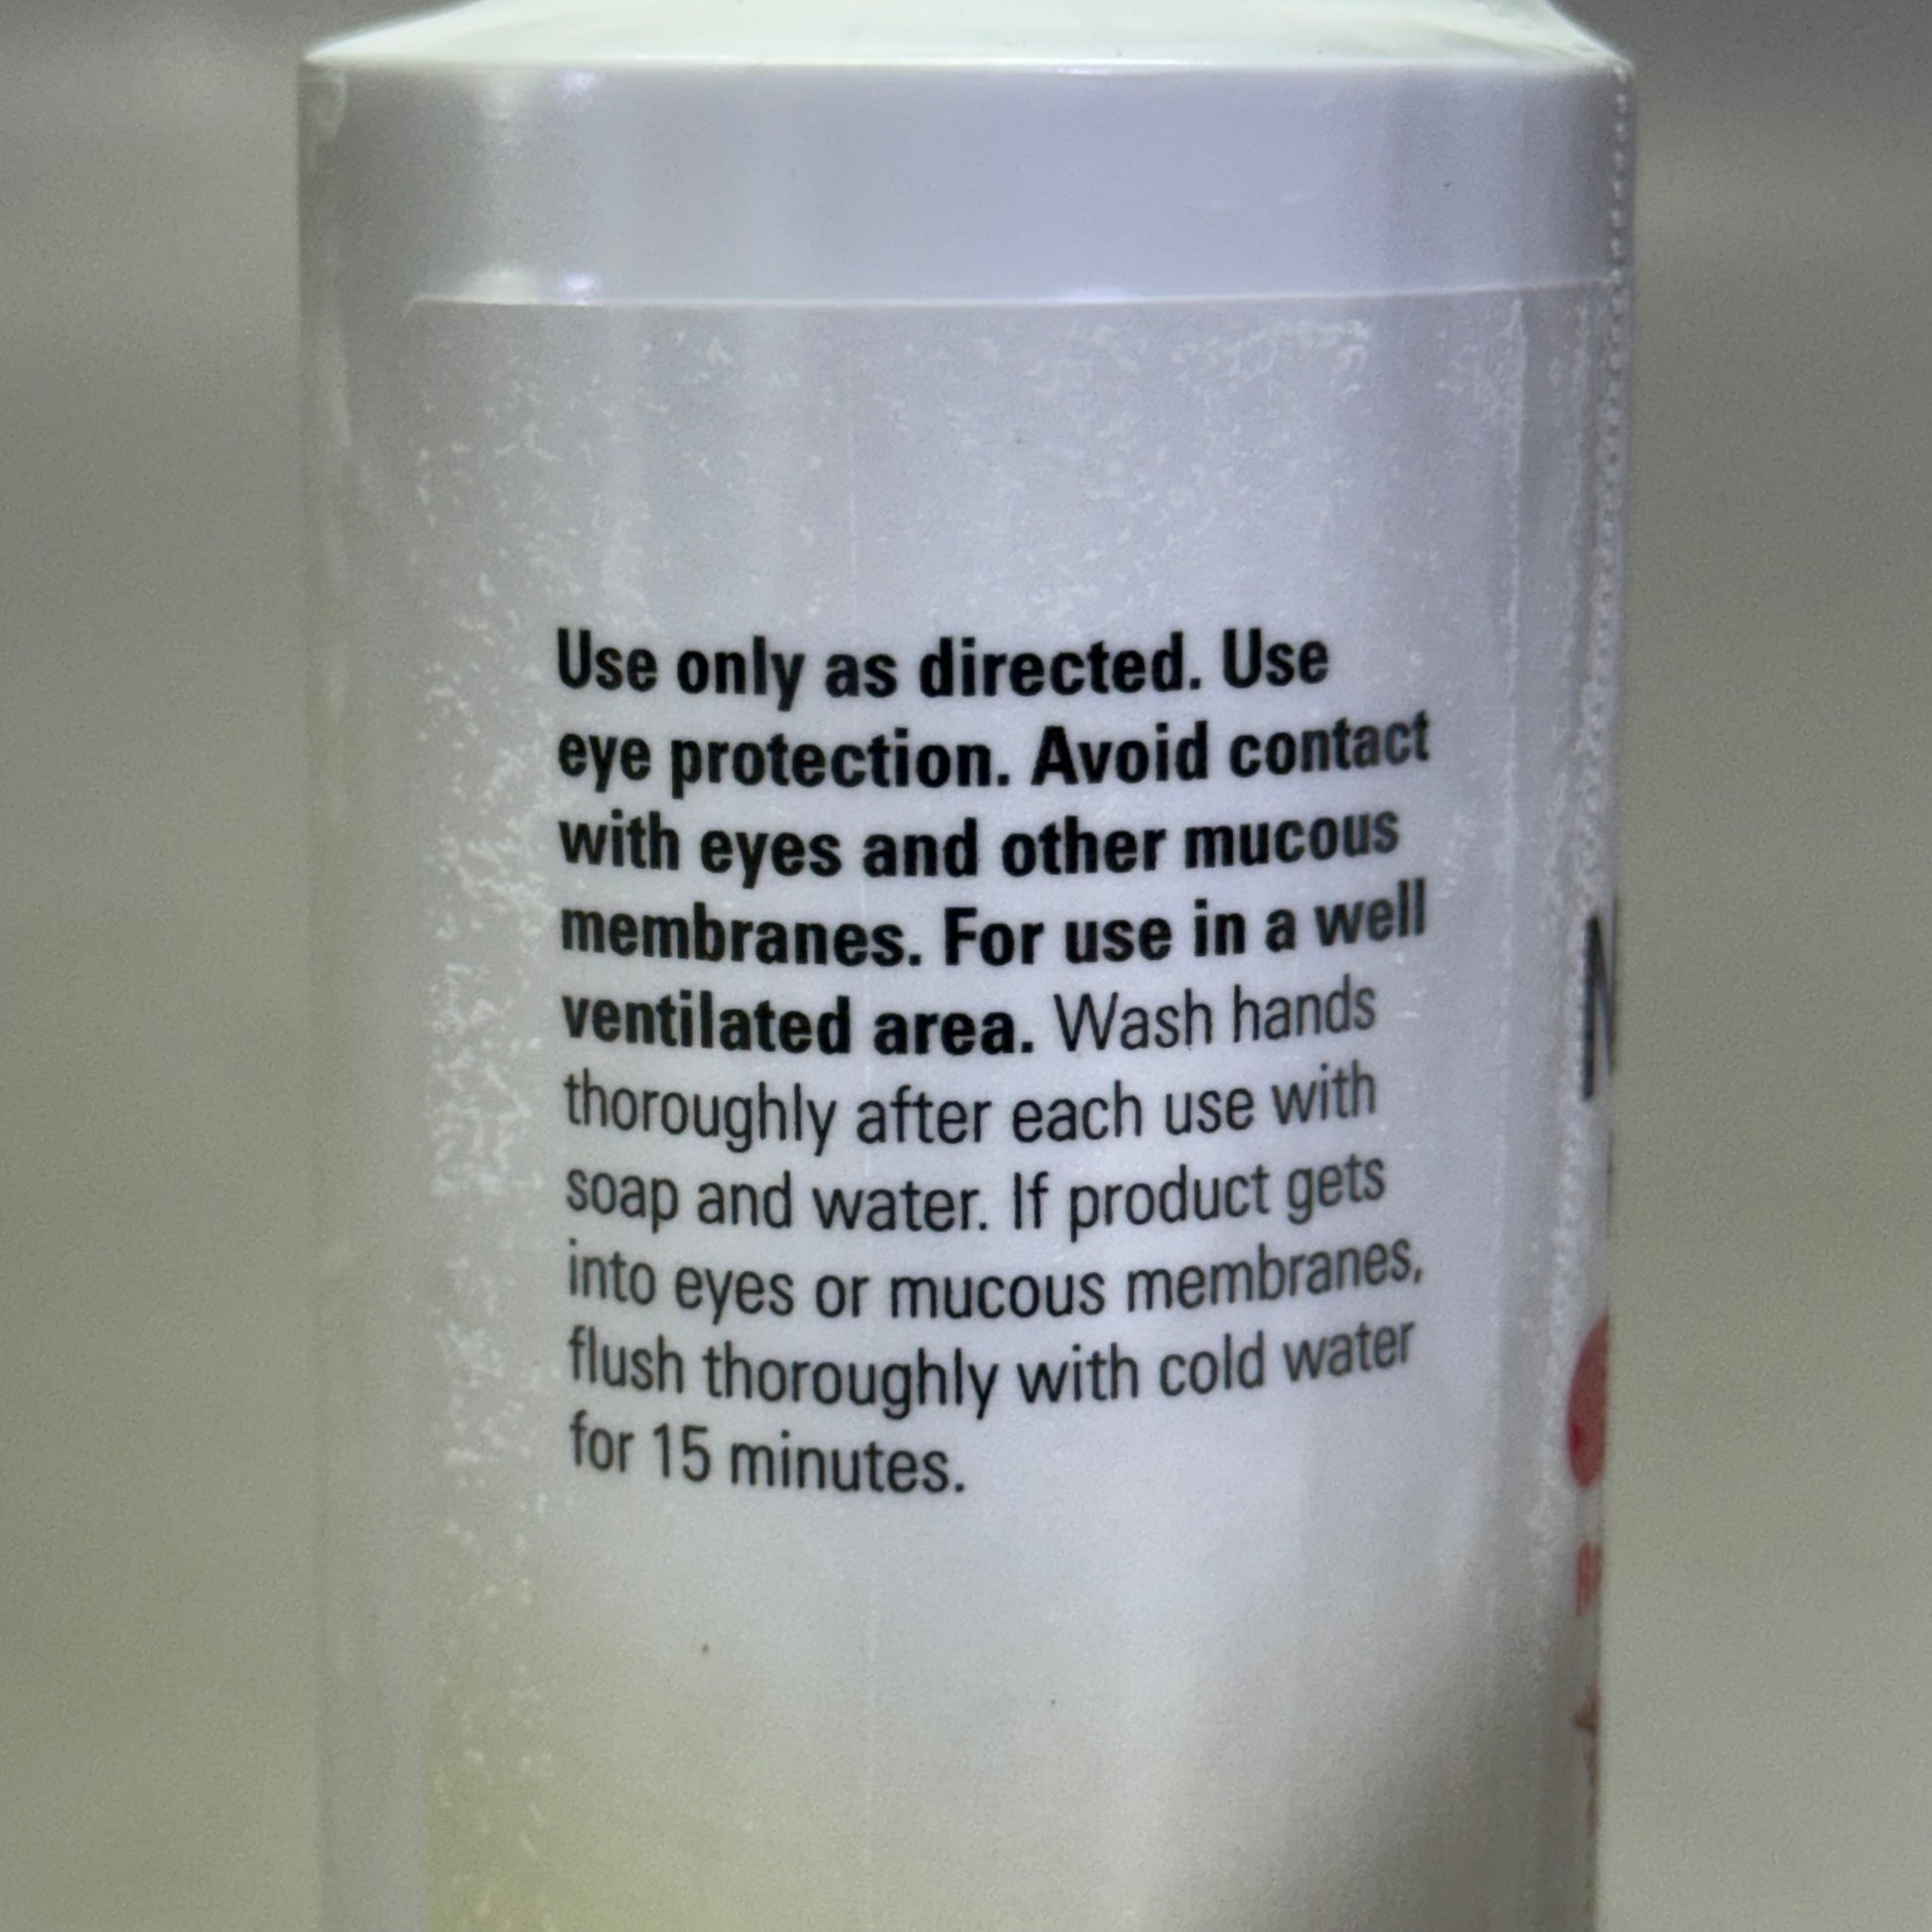 Use only as directed. Use
eye protection. Avoid contact
with eyes and other mucous
membranes. For use in a well
ventilated area. Wash hands
thoroughly after each use with
soap and water. If product gets
into eyes or mucous membranes,
flush thoroughly with cold water
for 15 minutes.